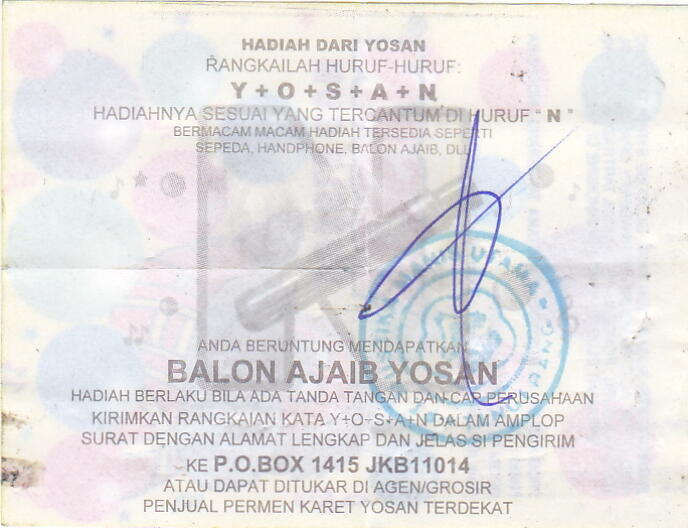 HADIAH DARI YOSAN
RANGKAILAH HURUF-HURUF:
Y + O + S + A + N
HADIAHNYA SESUAI YANG TERCANTUM DI HURUF " N "
BERMACAM MACAM HADIAH TERSEDIA SEPERTI
SEPEDA, HANDPHONE, BALON AJAIB, DLL
UTAMA
ANDA BERUNTUNG MENDAPATKAN
BALON AJAIB YOSAN
HADIAH BERLAKU BILA ADA TANDA TANGAN DAN CAP PERUSAHAAN
KIRIMKAN RANGKAIAN KATA Y+O+S+A+N DALAM AMPLOP
SURAT DENGAN ALAMAT LENGKAP DAN JELAS SI PENGIRIM
KE P.O.BOX 1415 JKB11014
ATAU DAPAT DITUKAR DI AGEN/GROSIR
PENJUAL PERMEN KARET YOSAN TERDEKAT